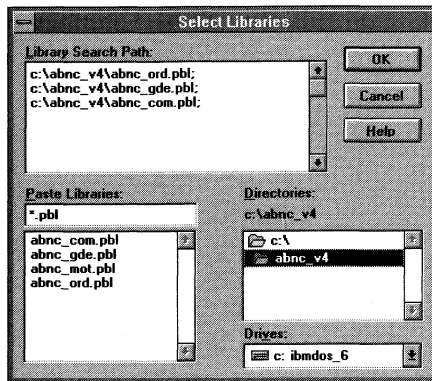 Select Libraries
Library Search Path:
c:\abnc_v4\abnc_ord.pbl;
c:\abnc_v4\abnc_gde.pbl;
c:\abnc_v4\abnc_com.pbl;
OK
Cancel
Help
Paste Libraries:
*.pbl
abnc_com.pbl
abnc_gde.pbl
abnc_mot.pbl
abnc_ord.pbl
Directories:
c:\abnc_v4
c:\
abnc_v4
Drives:
c: ibmdos_6